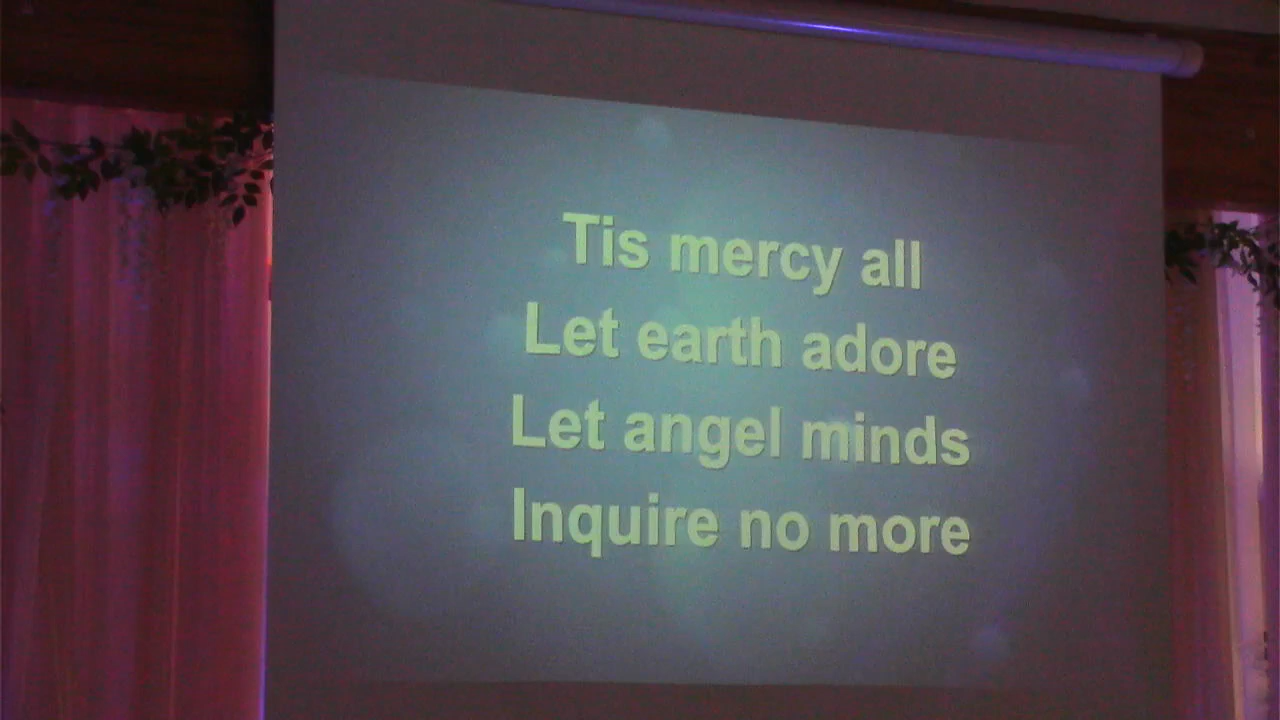 Tis mercy all
Let earth adore
Let angel minds
Inquire no more